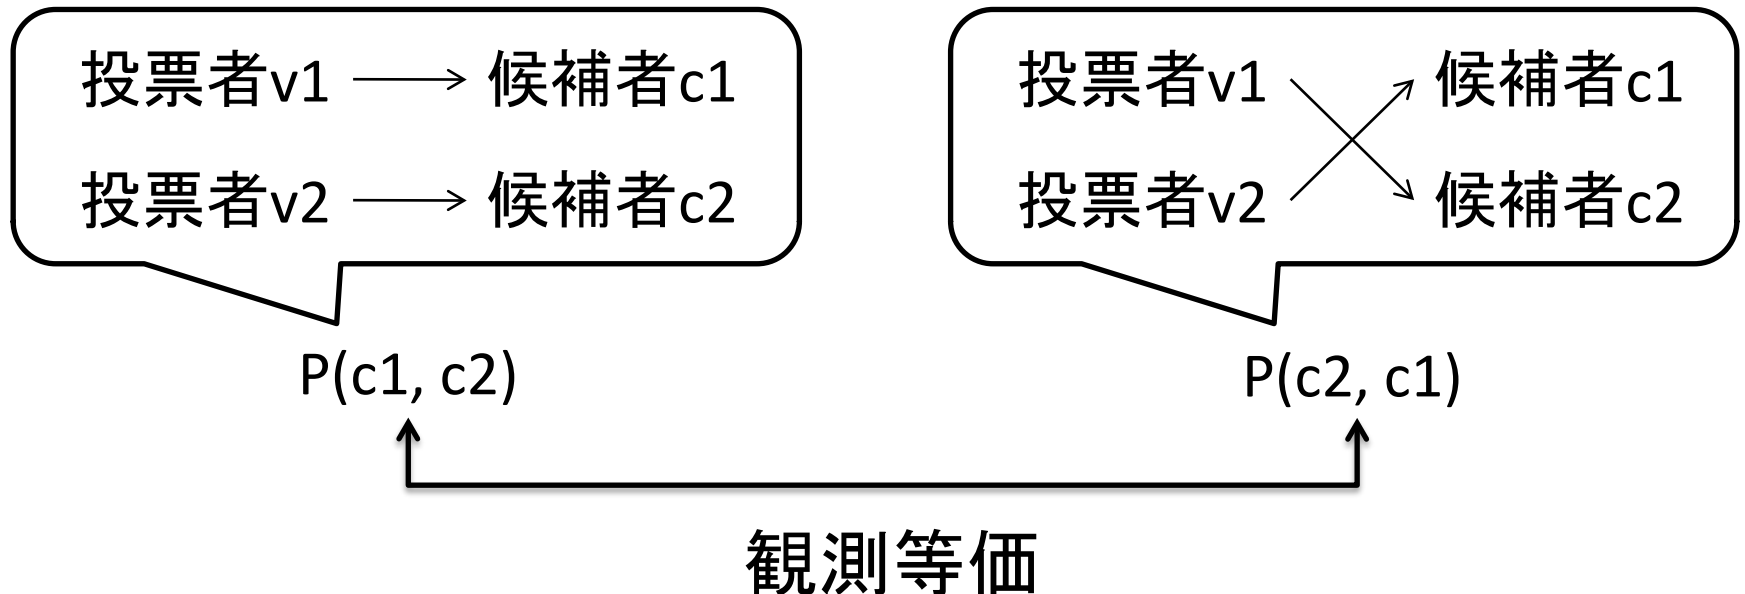 投票者v1 候補者c1
投票者v2 候補者c2
P(c1, c2)
投票者v1 候補者c1
投票者v2 候補者c2
P(c2, c1)
観測等価